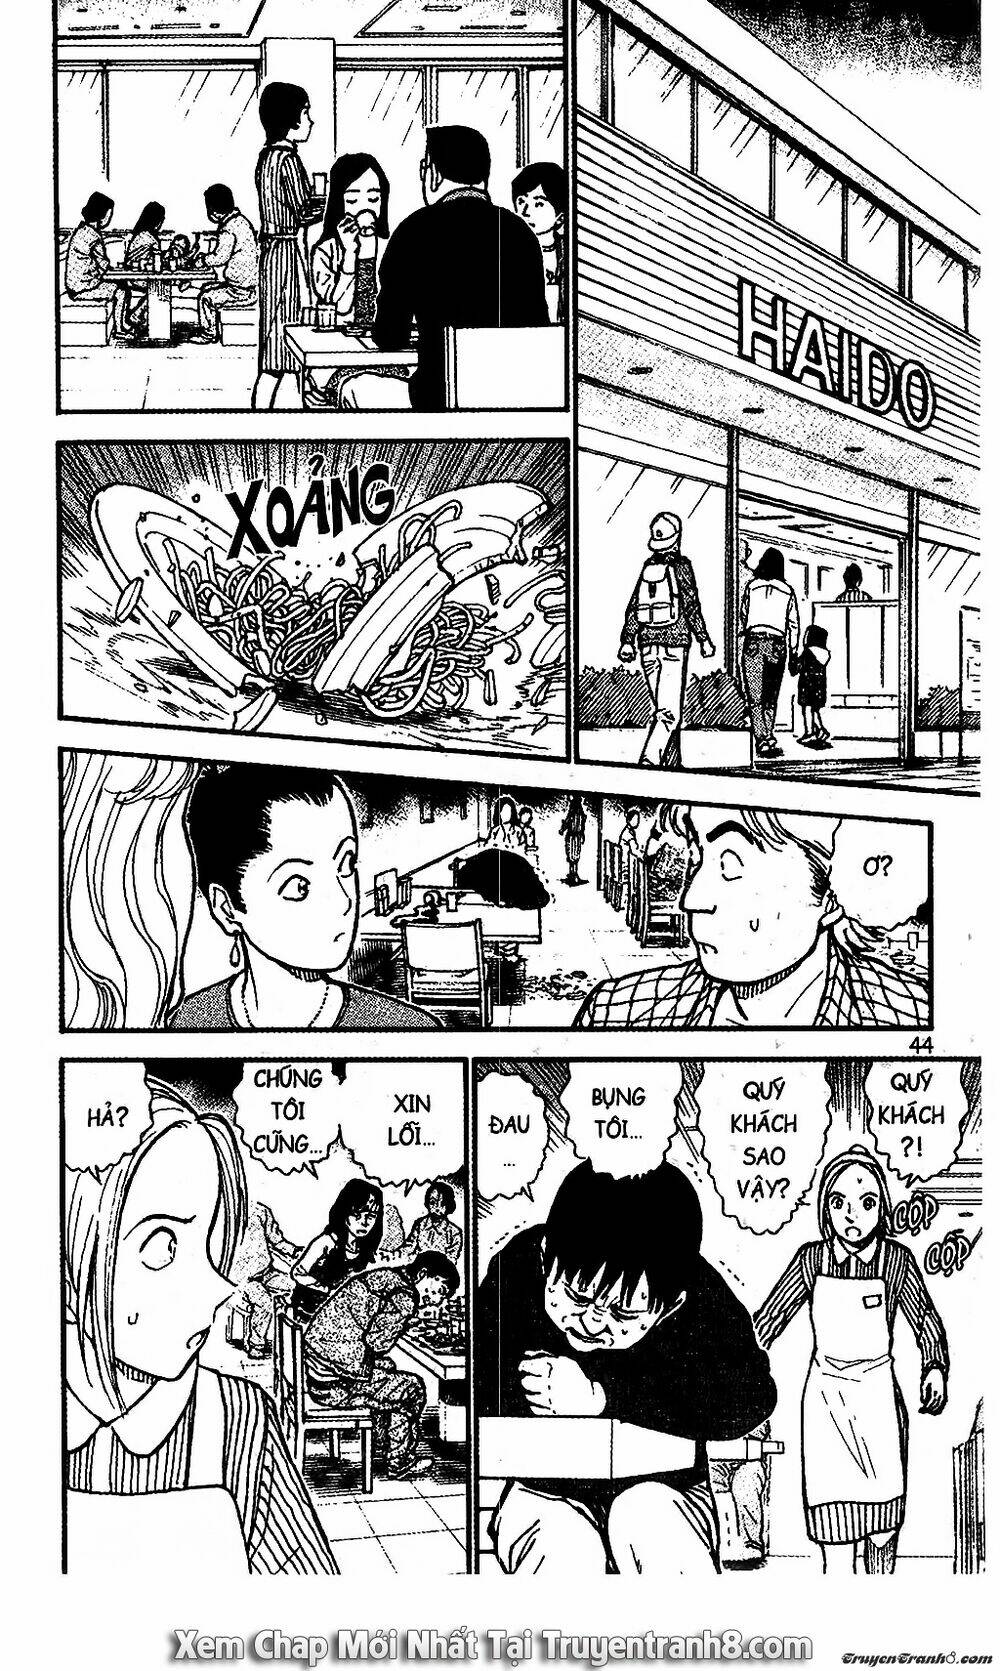 HAIDO
XOẢNG
Ơ?
44
QUÝ
KHÁCH
?!
QUÝ
KHÁCH
SAO
VẬY?
CỘP
CỘP
BỤNG
TÔI...
ĐAU
...
XIN
LỖI...
CHÚNG
TÔI
CŨNG...
HẢ?
Xem Chap Mới Nhất Tại Truyentranh8.com
TruyenTranh8.com